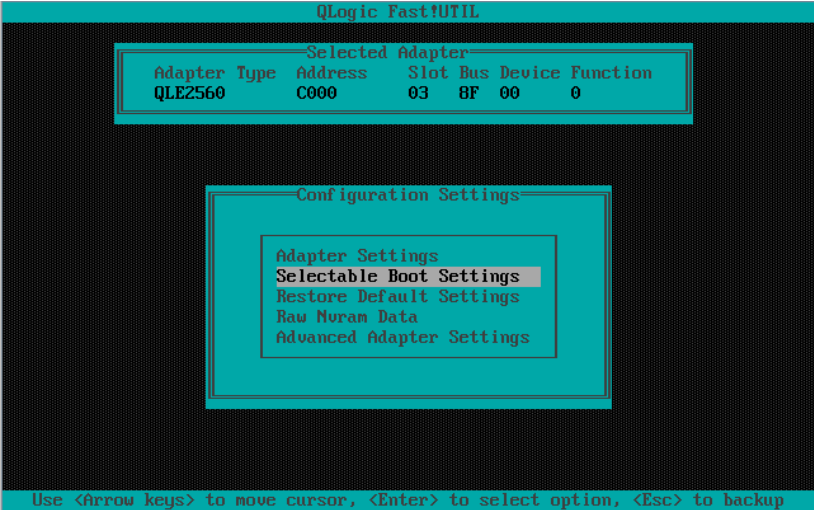 QLogic Fast!UTIL
Selected Adapter
Adapter Type Address Slot Bus Device Function
QLE2560 C000 03 8F 00 0
Configuration Settings
Adapter Settings
Selectable Boot Settings
Restore Default Settings
Raw Nvram Data
Advanced Adapter Settings
Use <Arrow keys> to move cursor, <Enter> to select option, <Esc> to backup